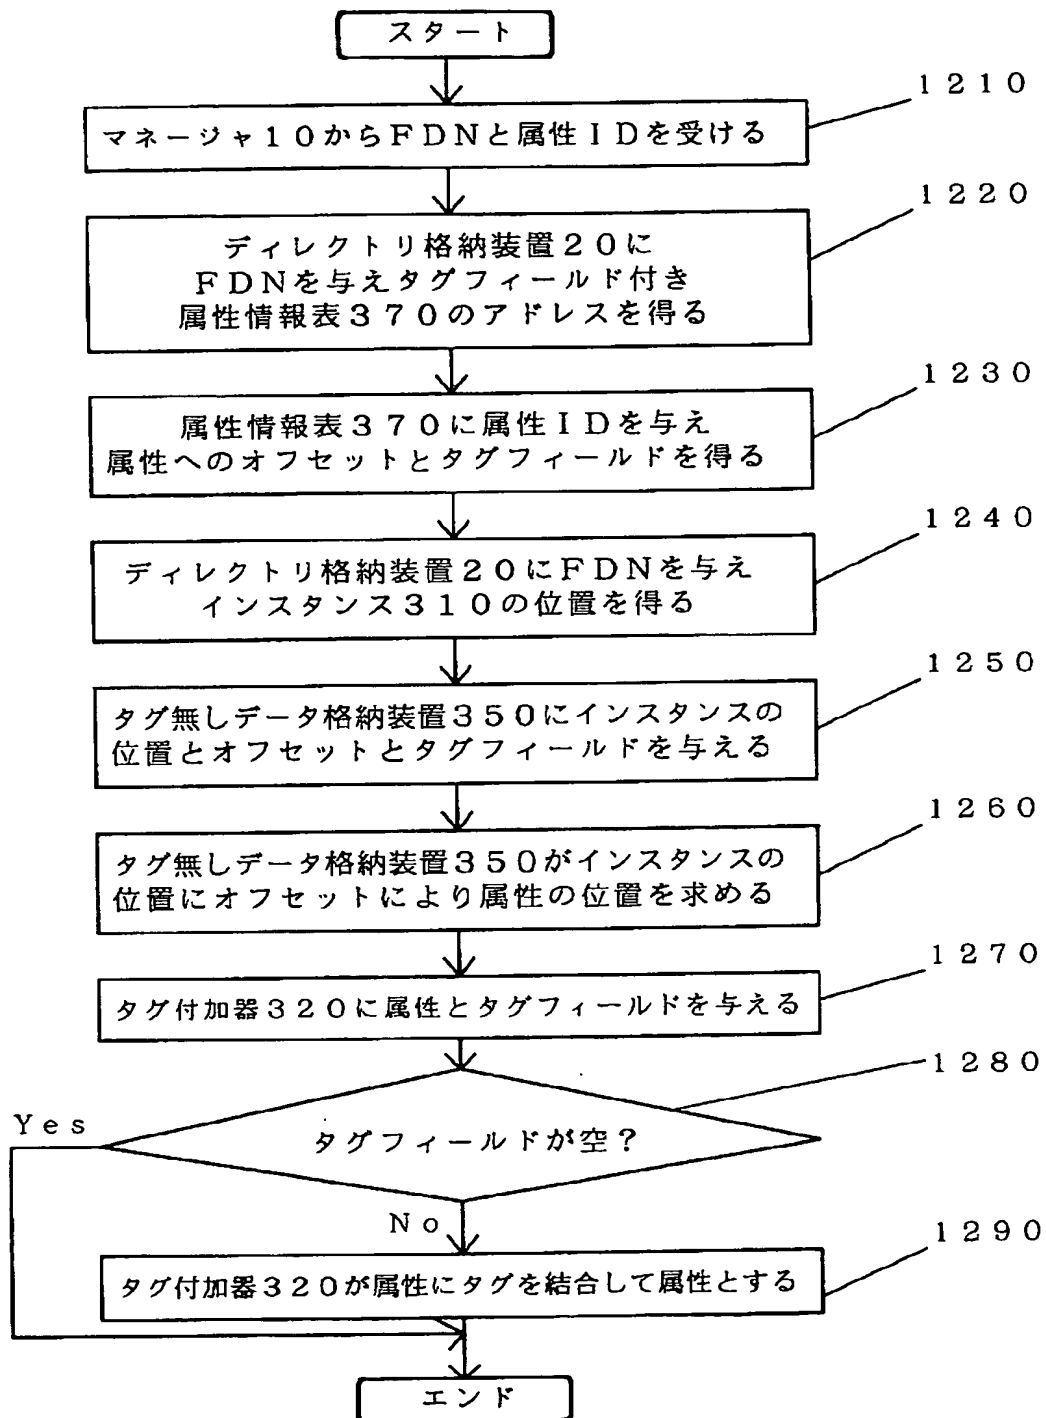 スタート
1210
マネージャ10からFDNと属性IDを受ける
1220
ディレクトリ格納装置20に
FDNを与えタグフィールド付き
属性情報表370のアドレスを得る
1230
属性情報表370に属性IDを与え
属性へのオフセットとタグフィールドを得る
1240
ディレクトリ格納装置20にFDNを与え
インスタンス310の位置を得る
1250
タグ無しデータ格納装置350にインスタンスの
位置とオフセットとタグフィールドを与える
1260
タグ無しデータ格納装置350がインスタンスの
位置にオフセットにより属性の位置を求める
1270
タグ付加器320に属性とタグフィールドを与える
1280
Yes
タグフィールドが空?
No
1290
タグ付加器320が属性にタグを結合して属性とする
エンド